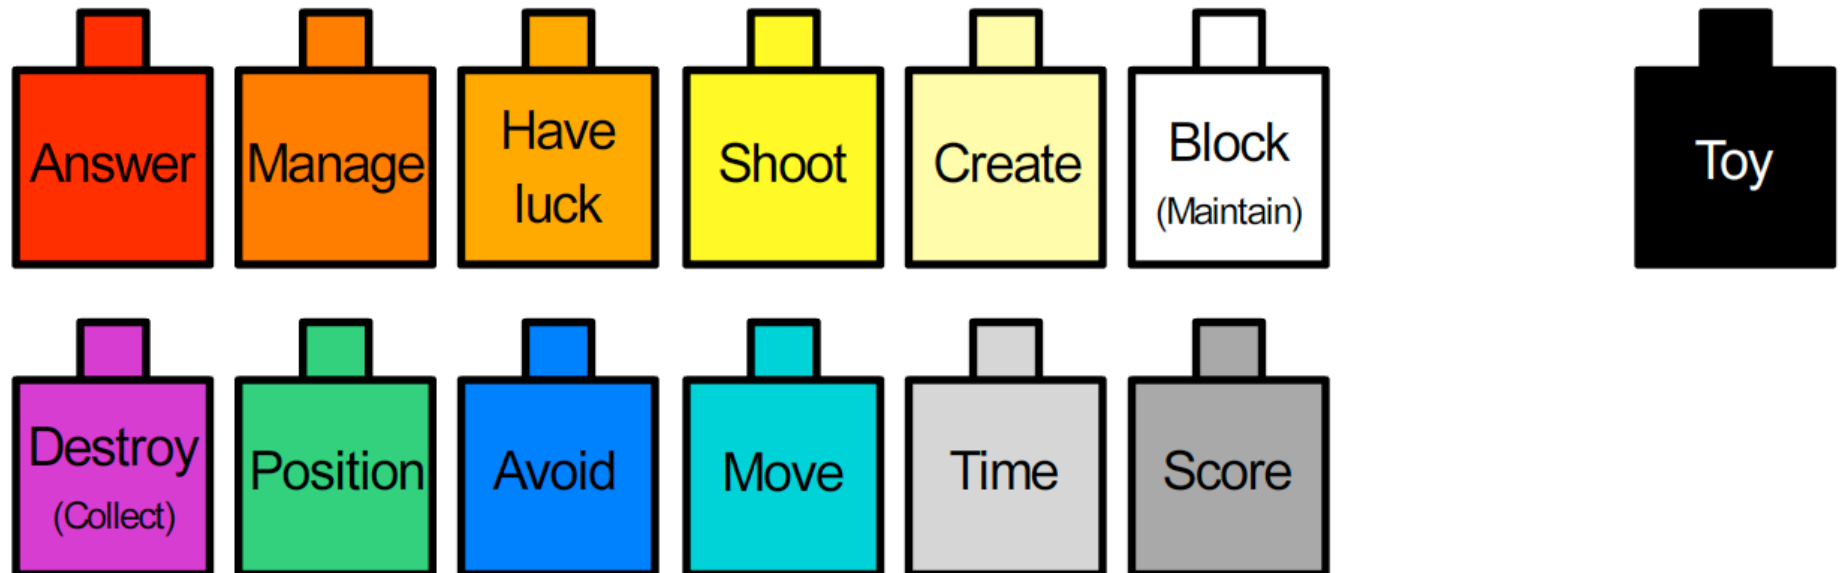 Answer
Manage
Have
luck
Shoot
Create
Block
(Maintain)
Toy
Destroy
(Collect)
Position
Avoid
Move
Time
Score